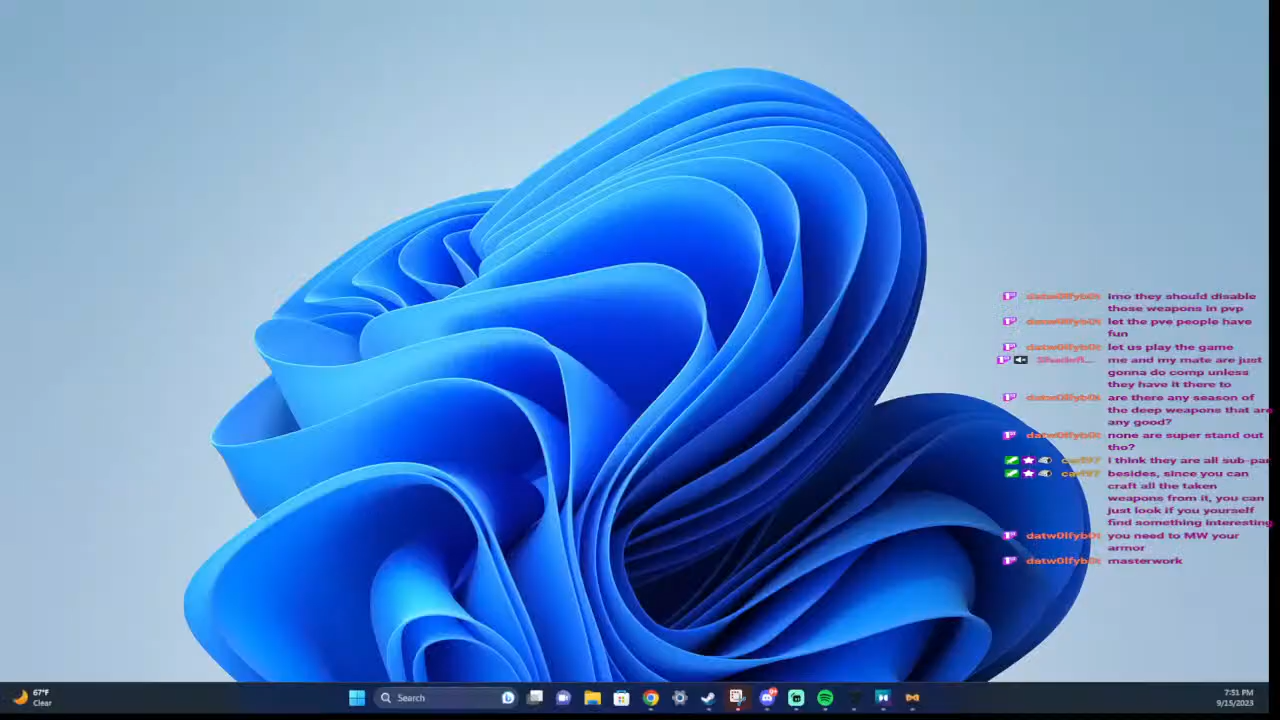 imo they should disable
those weapons in pvp
let the pve people have
fun
let us play the game
me and my mate are just
gonna do comp unless
they have it there to
are there any season of
the deep weapons that are
any good?
none are super stand out
tho?
i think they are all sub-par
besides, since you can
craft all the taken
weapons from it, you can
just look if you yourself
find something interesting
you need to MW your
armor
masterwork
67°F
Clear
Search
7:51 PM
9/15/2023